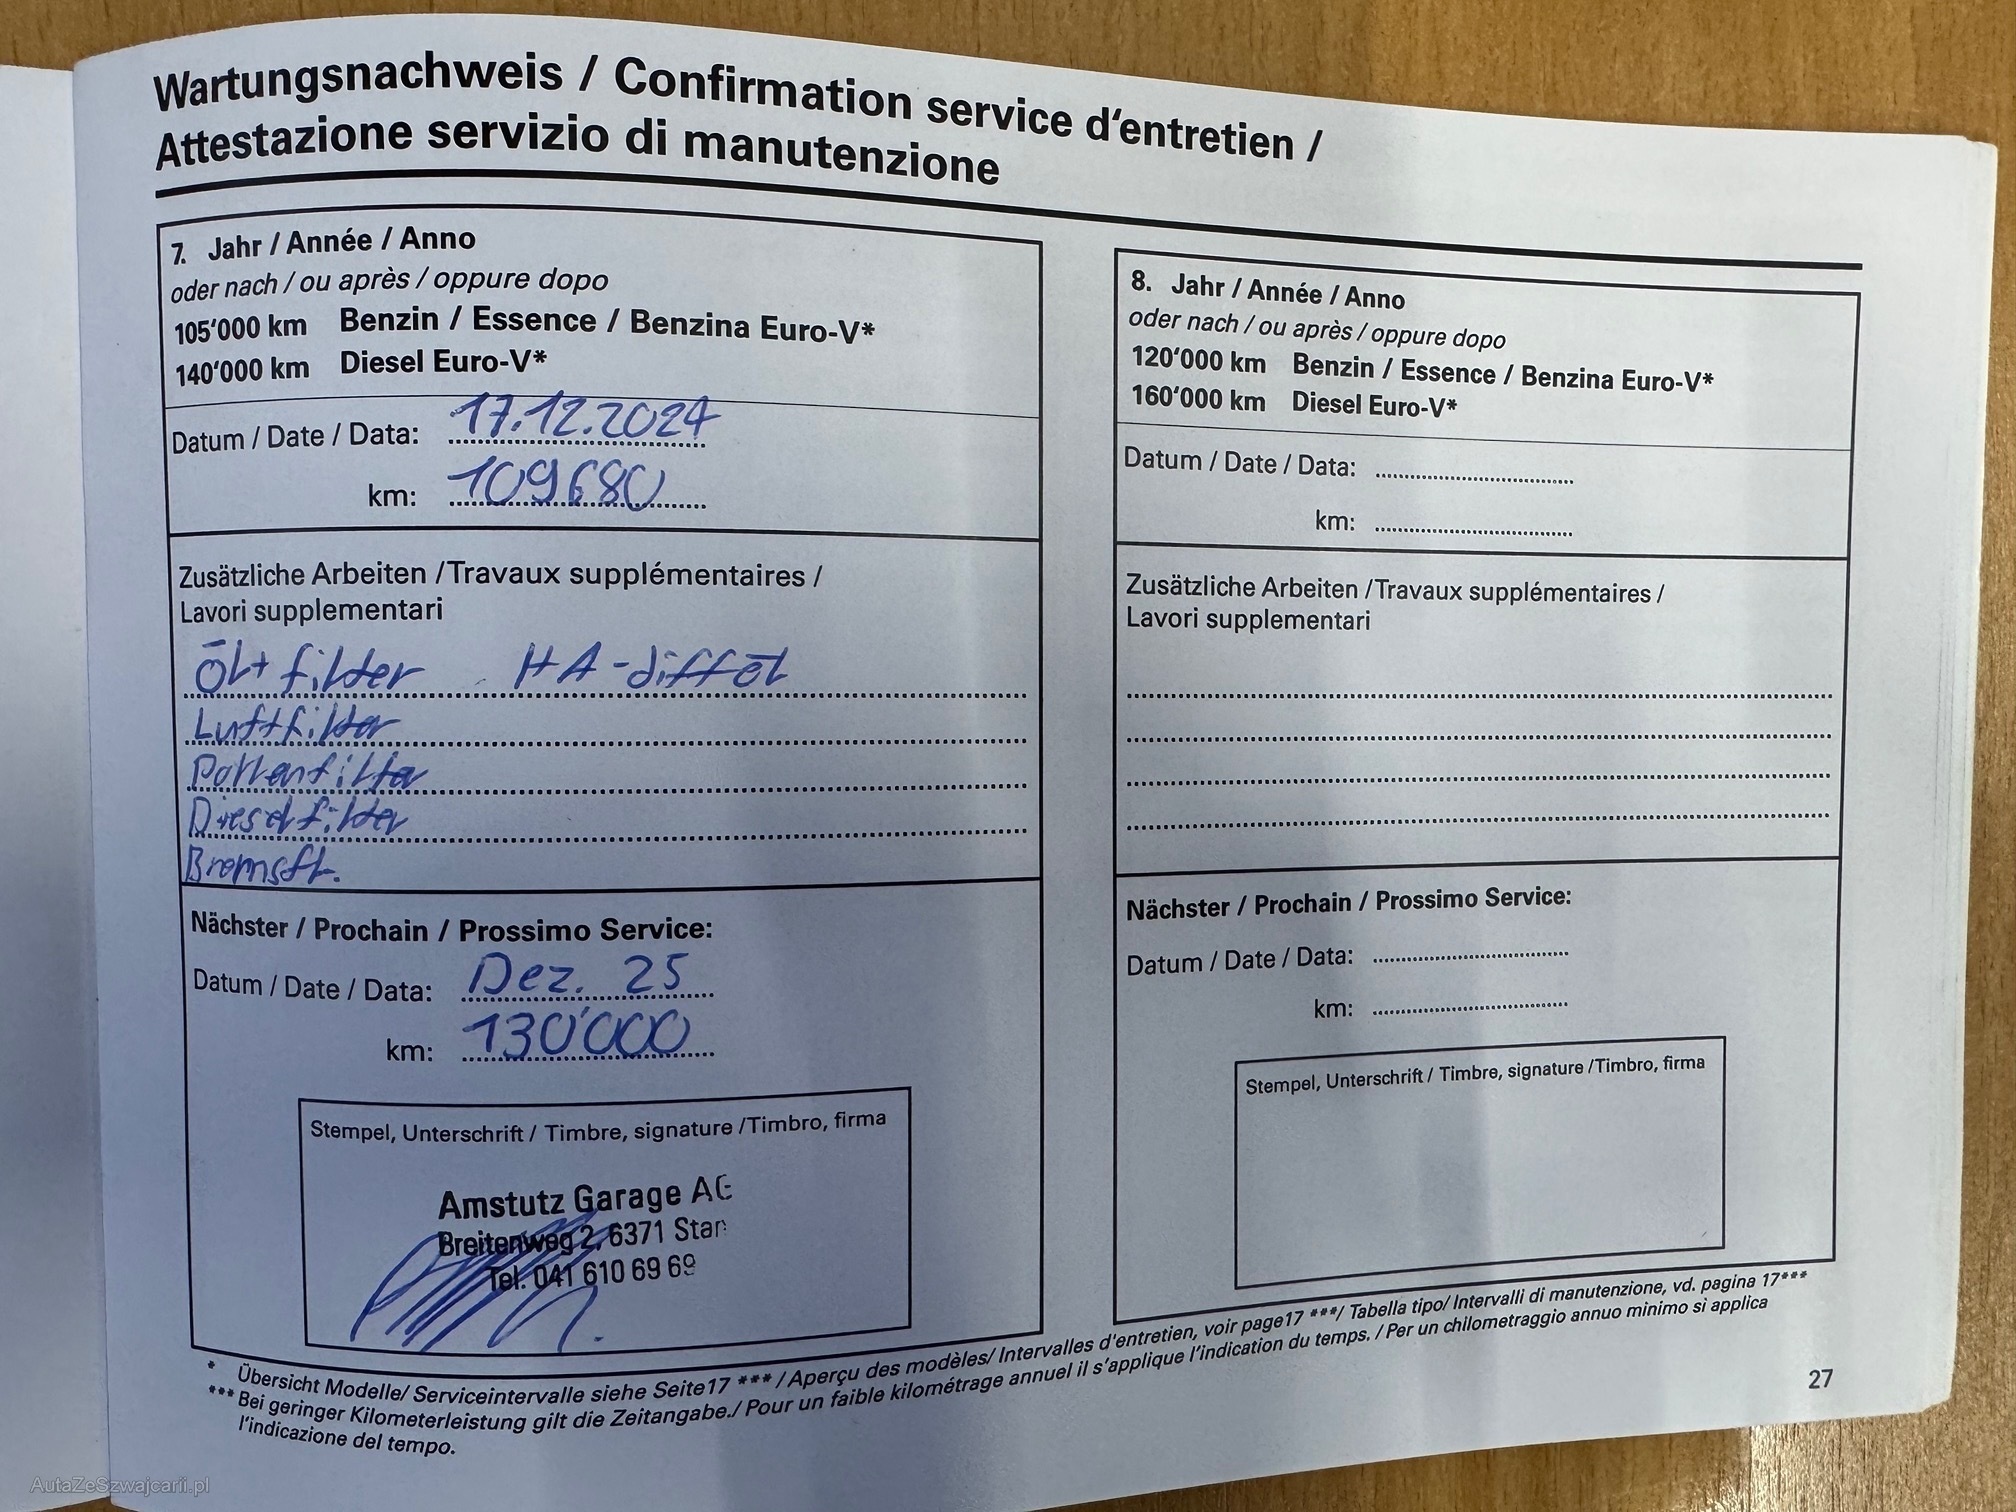 Wartungsnachweis / Confirmation service d'entretien /
Attestazione servizio di manutenzione
7. Jahr / Année / Anno
oder nach / ou après / oppure dopo
105'000 km Benzin / Essence / Benzina Euro-V*
140'000 km Diesel Euro-V*
Datum / Date / Data: 17.12.2024
km: 109680
Zusätzliche Arbeiten / Travaux supplémentaires /
Lavori supplementari
Öl+filter HA-difföl
Luftfilter
Pollenfilter
Dieselfilter
Bremsfl.
Nächster / Prochain / Prossimo Service:
Datum / Date / Data: Dez. 25
km: 130'000
Stempel, Unterschrift / Timbre, signature / Timbro, firma
Amstutz Garage AG
Breitenweg 2, 6371 Stan
Tel. 041 610 69 69
8. Jahr / Année / Anno
oder nach / ou après / oppure dopo
120'000 km Benzin / Essence / Benzina Euro-V*
160'000 km Diesel Euro-V*
Datum / Date / Data:
km:
Zusätzliche Arbeiten / Travaux supplémentaires /
Lavori supplementari
Nächster / Prochain / Prossimo Service:
Datum / Date / Data:
km:
Stempel, Unterschrift / Timbre, signature / Timbro, firma
* Übersicht Modelle/ Serviceintervalle siehe Seite17 *** / Aperçu des modèles/ Intervalles d'entretien, voir page17 ***/ Tabella tipo/ Intervalli di manutenzione, vd. pagina 17***
*** Bei geringer Kilometerleistung gilt die Zeitangabe./ Pour un faible kilométrage annuel il s'applique l'indication du temps. / Per un chilometraggio annuo minimo si applica
l'indicazione del tempo.
27
AutaZeSzwajcarii.pl